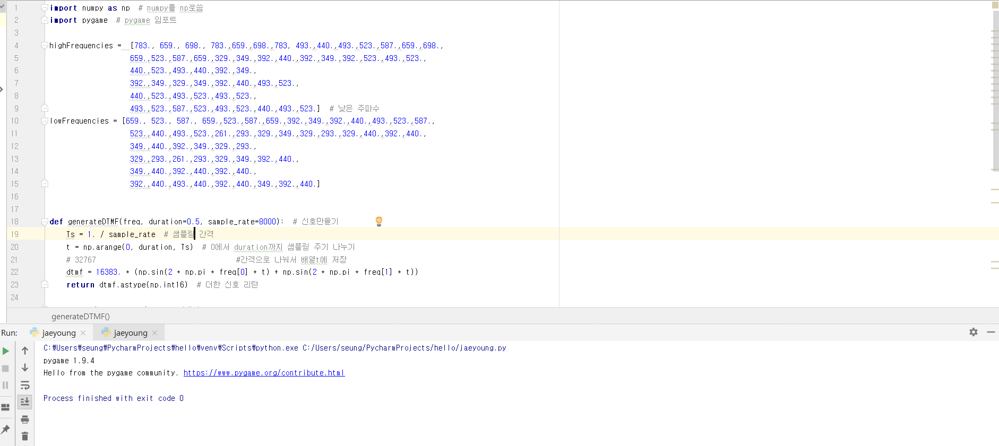 1 import numpy as np  # numpy를 np로씀
2 import pygame  # pygame 임포트
3
4 highFrequencies =  [783., 659., 698., 783.,659.,698.,783, 493.,440.,493.,523.,587.,659.,698.,
5 659.,523.,587.,659.,329.,349.,392.,440.,392.,349.,392.,523.,493.,523.,
6 440.,523.,493.,440.,392.,349.,
7 392.,349.,329.,349.,392.,440.,493.,523.,
8 440.,523.,493.,523.,493.,523.,
9 493.,523.,587.,523.,493.,523.,440.,493.,523.]  # 낮은 주파수
10 lowFrequencies = [659., 523., 587., 659.,523.,587.,659.,392.,349.,392.,440.,493.,523.,587.,
11 523.,440.,493.,523.,261.,293.,329.,349.,329.,293.,329.,440.,392.,440.,
12 349.,440.,392.,349.,329.,293.,
13 329.,293.,261.,293.,329.,349.,392.,440.,
14 349.,440.,392.,440.,392.,440.,
15 392.,440.,493.,440.,392.,440.,349.,392.,440.]
16
17
18 def generateDTMF(freq, duration=0.5, sample_rate=8000):  # 신호만들기
19 Ts = 1. / sample_rate  # 샘플링 간격
20 t = np.arange(0, duration, Ts)  # 0에서 duration까지 샘플링 주기 나누기
21 # 32767 #간격으로 나눠서 배열t에 저장
22 dtmf = 16383. * (np.sin(2 * np.pi * freq[0] * t) + np.sin(2 * np.pi * freq[1] * t))
23 return dtmf.astype(np.int16)  # 더한 신호 리턴
24
generateDTMF()
Run: jaeyoung jaeyoung
C:₩Users₩seung₩PycharmProjects₩hello₩venv₩Scripts₩python.exe C:/Users/seung/PycharmProjects/hello/jaeyoung.py
pygame 1.9.4
Hello from the pygame community. https://www.pygame.org/contribute.html
Process finished with exit code 0